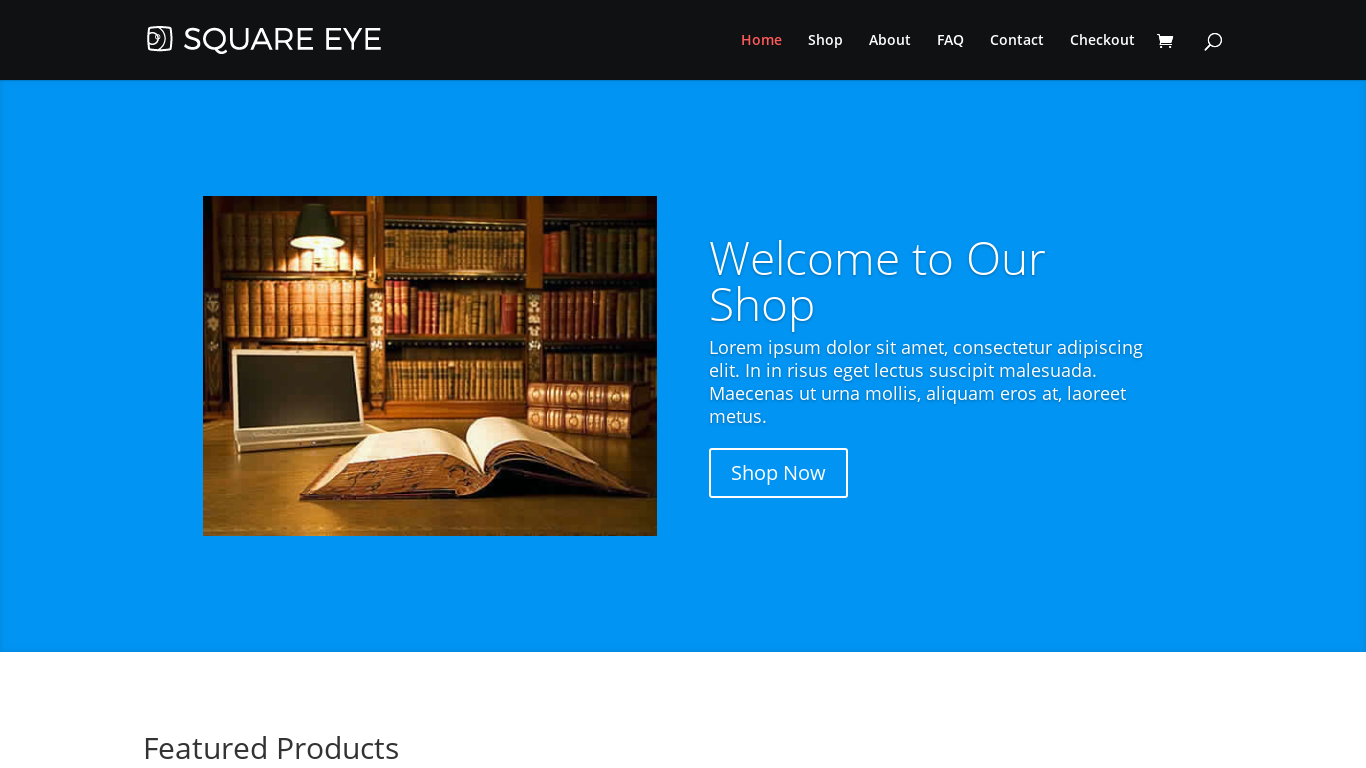 SQUARE EYE
Home Shop About FAQ Contact Checkout
Welcome to Our
Shop
Lorem ipsum dolor sit amet, consectetur adipiscing
elit. In in risus eget lectus suscipit malesuada.
Maecenas ut urna mollis, aliquam eros at, laoreet
metus.
Shop Now
Featured Products